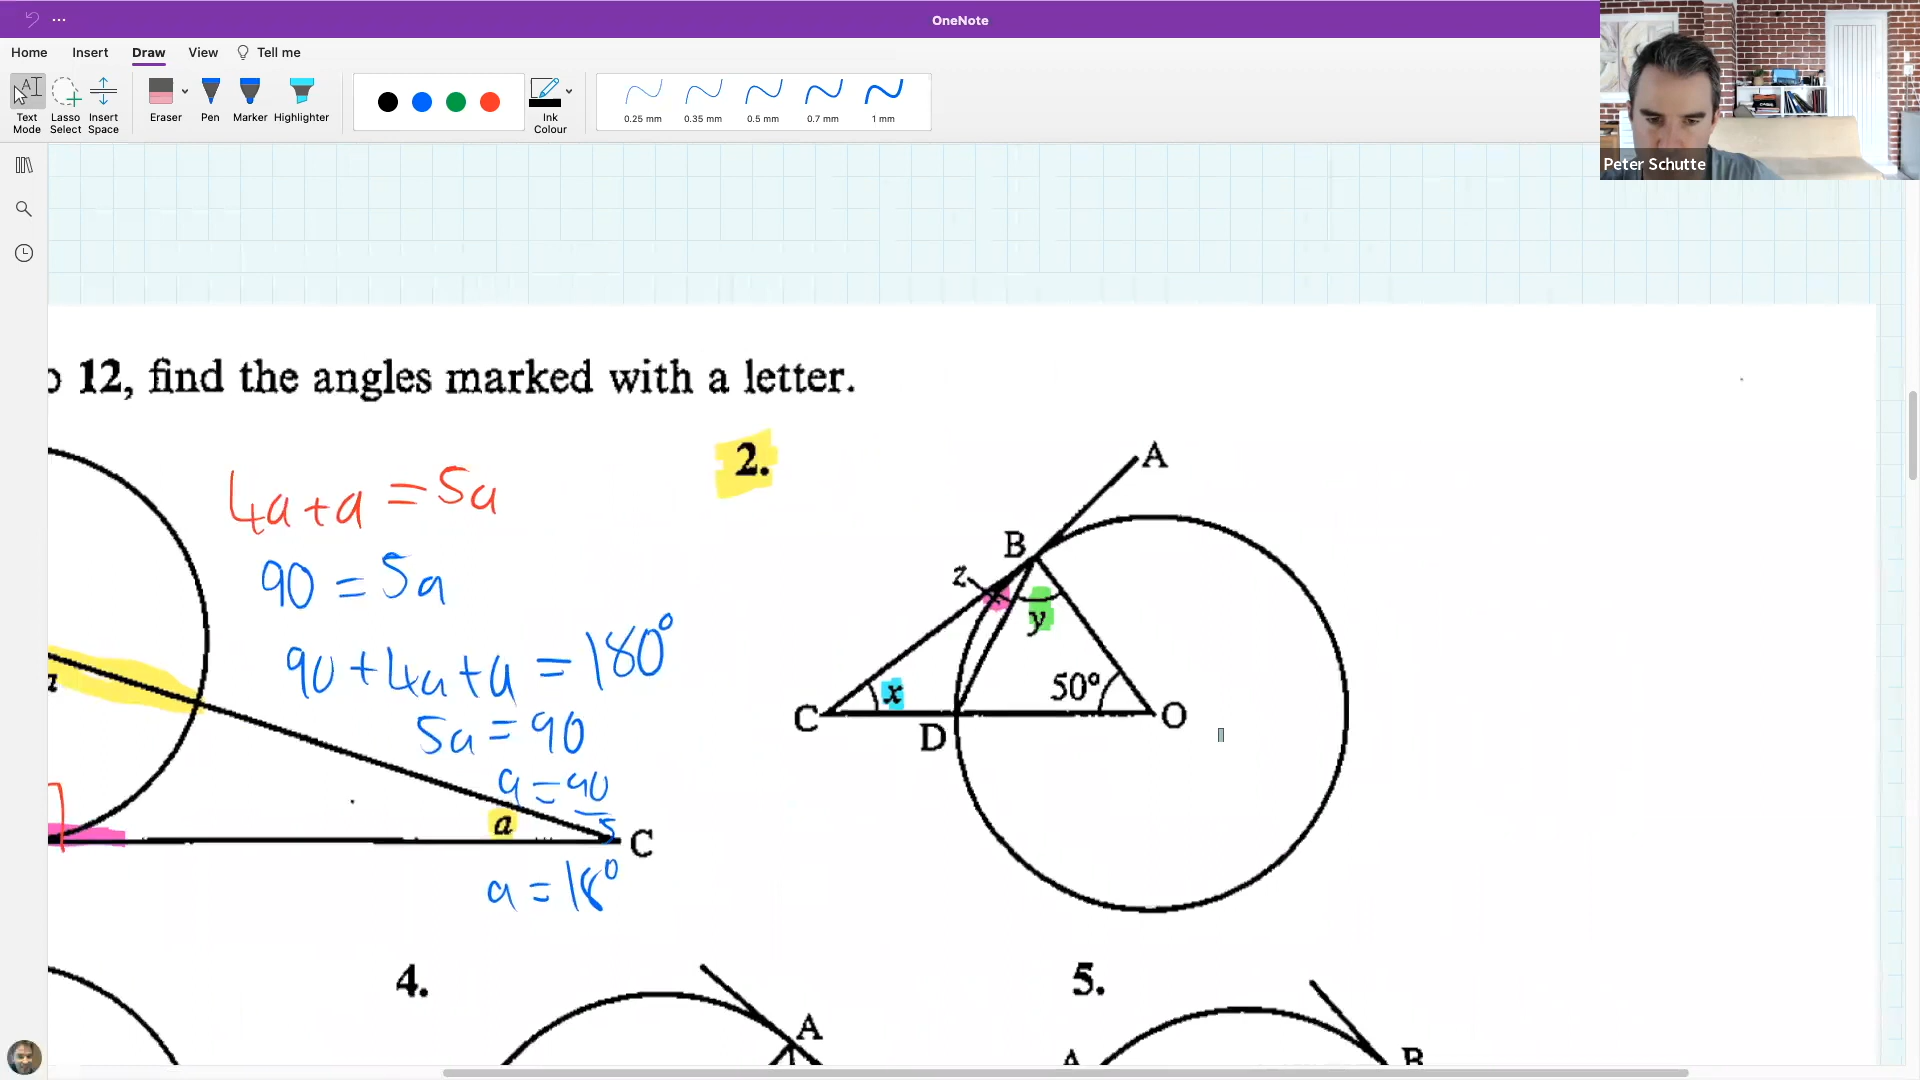 OneNote
Home Insert Draw View Tell me
Text Mode
Lasso Select
Insert Space
Eraser
Pen
Marker
Highlighter
Ink Colour
0.25 mm
0.35 mm
0.5 mm
0.7 mm
1 mm
Peter Schutte
12, find the angles marked with a letter.
4a+a = 5a
90 = 5a
90 + 4a + a = 180°
5a = 90
a = 90
5
a
C
a = 18°
2.
A
B
z
y
50°
x
C
D
O
4.
A
5.
A
B